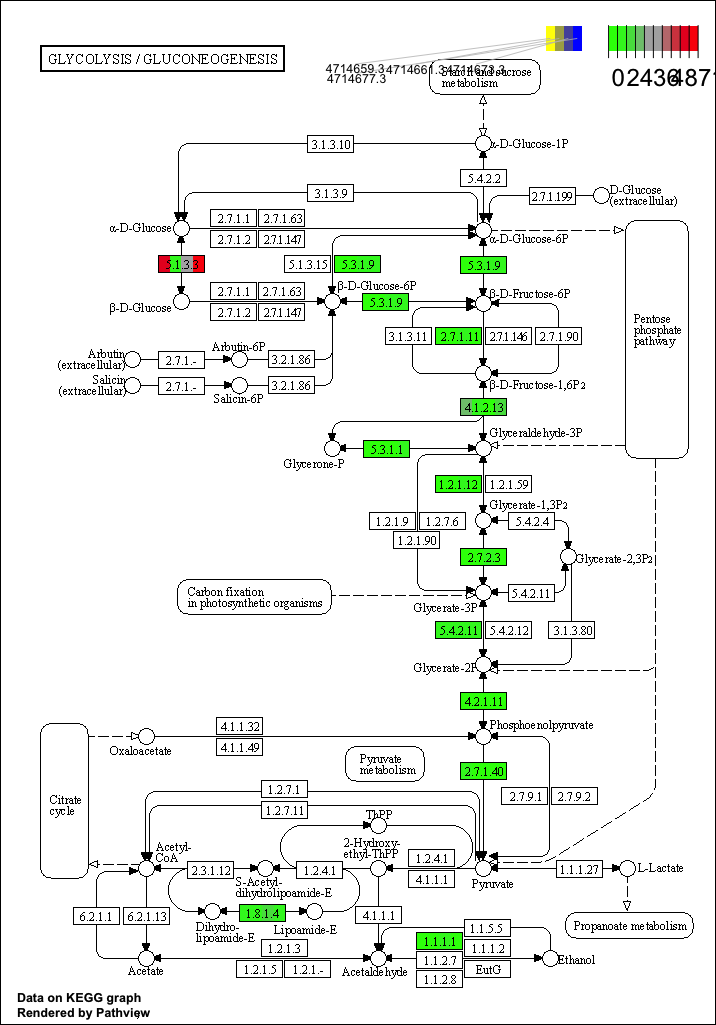 GLYCOLYSIS / GLUCONEOGENESIS
4714659.3
4714661.3
4714673.3
4714677.3
Starch and sucrose
metabolism
3.1.3.10
α-D-Glucose-1P
5.4.2.2
3.1.3.9
2.7.1.199
D-Glucose
(extracellular)
α-D-Glucose
2.7.1.1
2.7.1.63
2.7.1.2
2.7.1.147
α-D-Glucose-6P
5.1.3.3
5.1.3.15
5.3.1.9
5.3.1.9
β-D-Glucose-6P
β-D-Fructose-6P
β-D-Glucose
2.7.1.1
2.7.1.63
5.3.1.9
2.7.1.2
2.7.1.147
Pentose
phosphate
pathway
3.1.3.11
2.7.1.11
2.7.1.146
2.7.1.90
Arbutin
(extracellular)
2.7.1.-
Arbutin-6P
3.2.1.86
Salicin
(extracellular)
2.7.1.-
Salicin-6P
3.2.1.86
β-D-Fructose-1,6P2
4.1.2.13
Glyceraldehyde-3P
5.3.1.1
Glycerone-P
1.2.1.12
1.2.1.59
Glycerate-1,3P2
1.2.1.9
1.2.7.6
5.4.2.4
1.2.1.90
2.7.2.3
Glycerate-2,3P2
Carbon fixation
in photosynthetic organisms
5.4.2.11
Glycerate-3P
5.4.2.11
5.4.2.12
3.1.3.80
Glycerate-2P
4.2.1.11
4.1.1.32
Phosphoenolpyruvate
Oxaloacetate
4.1.1.49
Pyruvate
metabolism
2.7.1.40
Citrate
cycle
1.2.7.1
2.7.9.1
2.7.9.2
1.2.7.11
ThPP
Acetyl-
CoA
2-Hydroxy-
ethyl-ThPP
2.3.1.12
1.2.4.1
1.2.4.1
4.1.1.1
1.1.1.27
L-Lactate
S-Acetyl-
dihydrolipoamide-E
Pyruvate
6.2.1.1
6.2.1.13
1.8.1.4
Dihydro-
lipoamide-E
Lipoamide-E
4.1.1.1
Propanoate metabolism
1.1.5.5
1.1.1.1
1.1.1.2
1.2.1.3
1.1.2.7
1.2.1.5
1.2.1.-
EutG
1.1.2.8
Acetate
Acetaldehyde
Ethanol
Data on KEGG graph
Rendered by Pathview